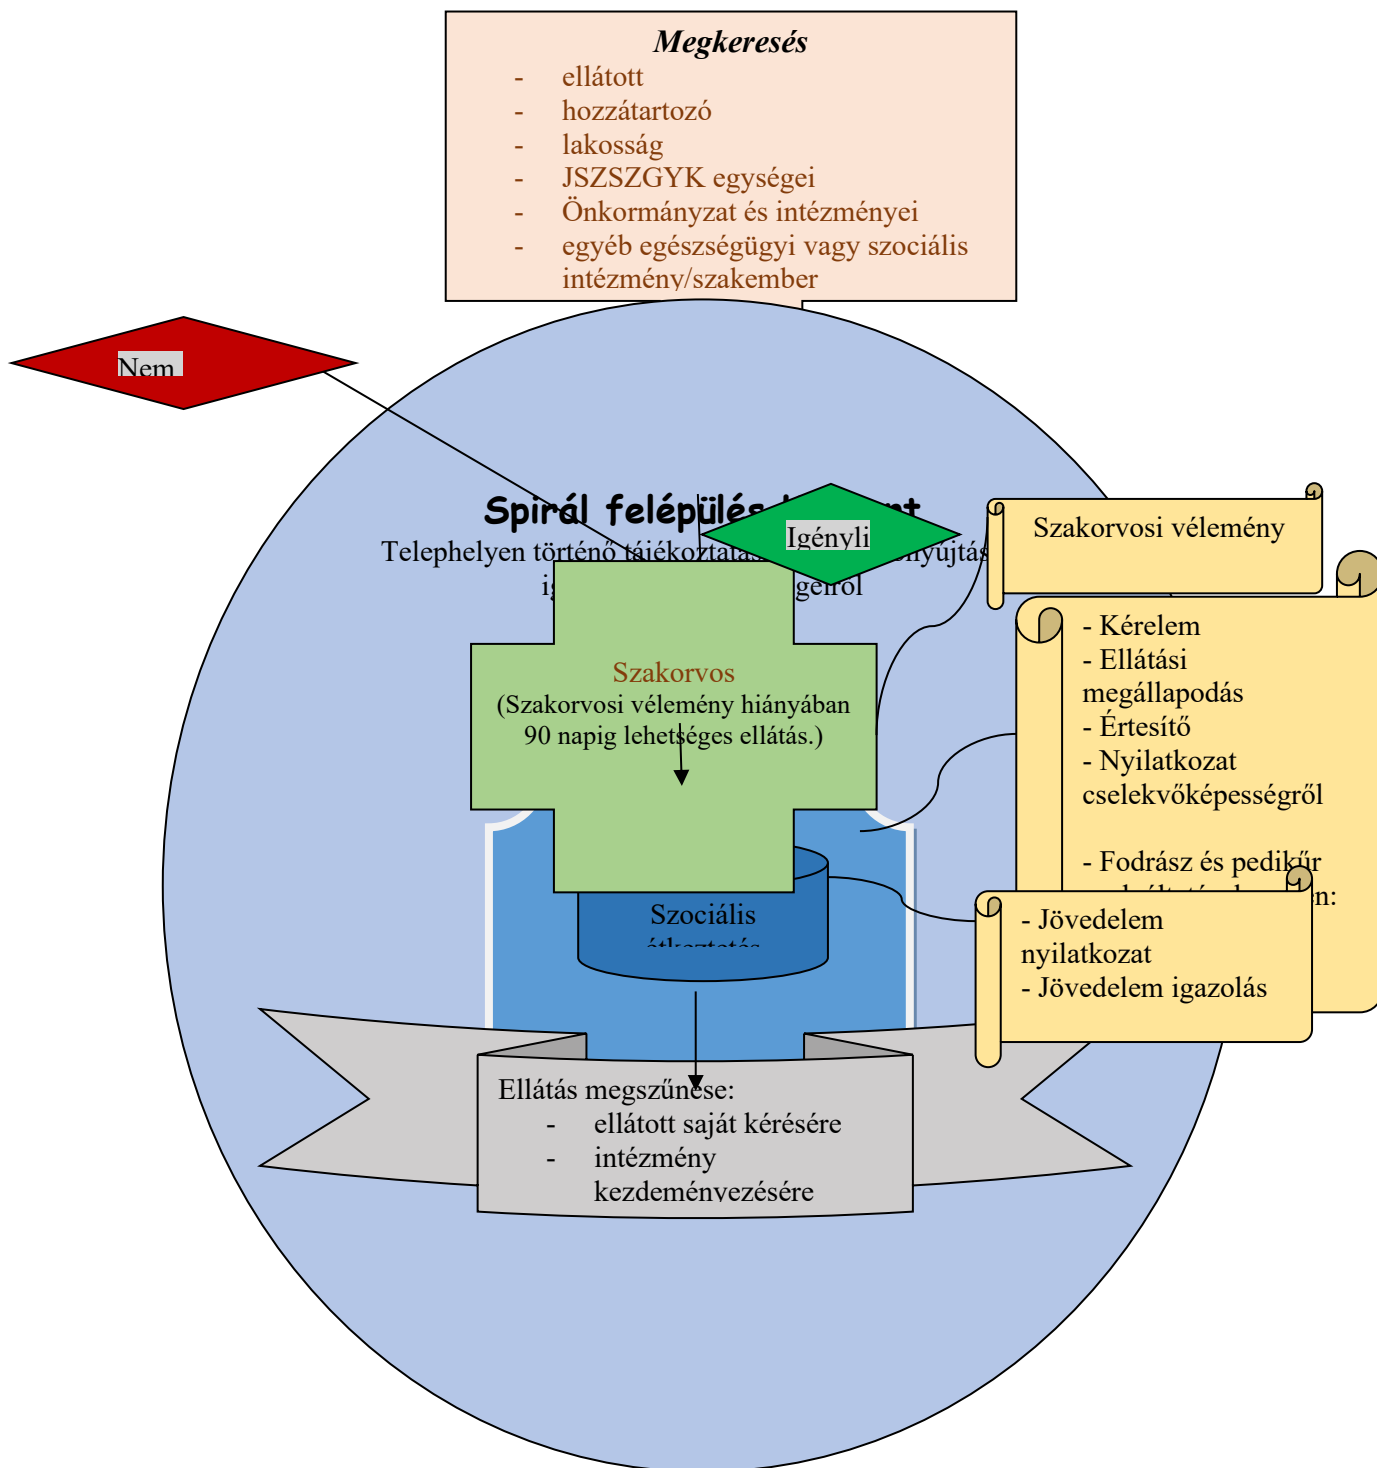 Megkeresés
- ellátott
- hozzátartozó
- lakosság
- JSZSZGYK egységei
- Önkormányzat és intézményei
- egyéb egészségügyi vagy szociális
intézmény/szakember
Nem
Spirál felépülés
Igényli
Telephelyen történő
Szakorvosi vélemény
Szakorvos
(Szakorvosi vélemény hiányában
90 napig lehetséges ellátás.)
- Kérelem
- Ellátási
megállapodás
- Értesítő
- Nyilatkozat
cselekvőképességről
- Fodrász és pedikűr
- Jövedelem
nyilatkozat
- Jövedelem igazolás
Szociális
étkeztetés
Ellátás megszűnése:
- ellátott saját kérésére
- intézmény
kezdeményezésére